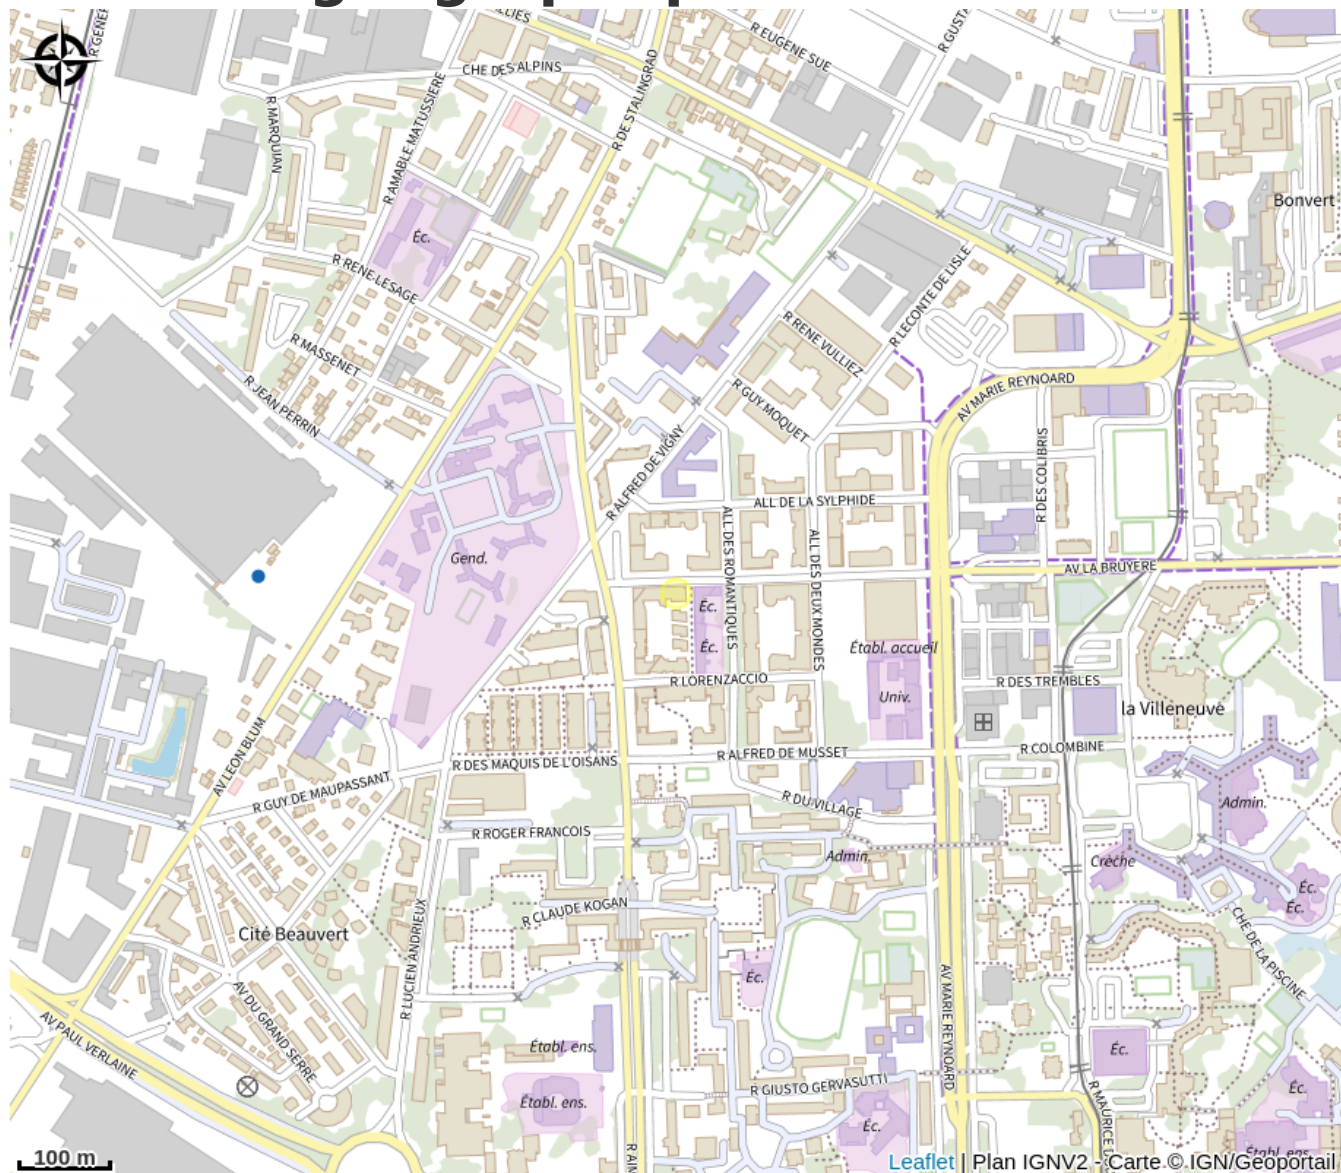 R EUGENE SUE
CHE DES ALPINS
R DE STALINGRAD
R MARQUIAN
R AMABLE MATUSSIERE
Bonvert
Éc.
R RENE LESAGE
R LECONTE DE LISLE
R RENE VULLIEZ
R MASSENET
R JEAN PERRIN
R GUY MOQUET
AV MARIE REYNOARD
R ALFRED DE VIGNY
R DES COLIBRIS
ALL DE LA SYLPHIDE
Gend.
ALL DES ROMANTIQUES
ALL DES DEUX MONDES
AV LA BRUYERE
Éc.
Éc.
Établ. accueil
R LORENZACCIO
Univ.
R DES TREMBLES
la Villeneuve
AV LEON BLUM
R DES MAQUIS DE L'OISANS
R ALFRED DE MUSSET
R COLOMBINE
R GUY DE MAUPASSANT
R DU VILLAGE
Admin.
R ROGER FRANCOIS
Admin.
Crèche
Éc.
Éc.
R CLAUDE KOGAN
Cité Beauvert
R LUCIEN ANDRIEUX
CHE DE LA PISCINE
Éc.
AV DU GRAND SERRE
AV MARIE REYNOARD
AV PAUL VERLAINE
Établ. ens.
Éc.
R GIUSTO GERVASUTTI
Établ. ens.
Éc.
Éc.
R MAURICE
100 m
Leaflet | Plan IGNV2 - Carte © IGN/Geoportail